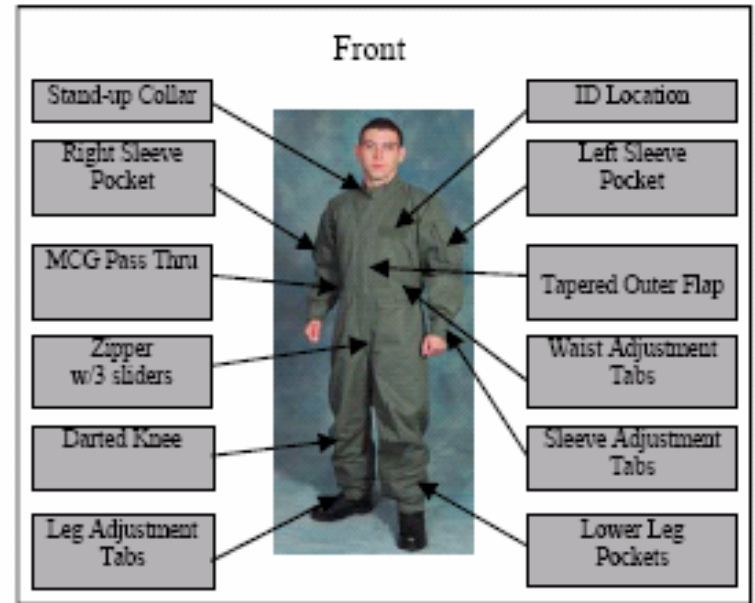 Front
Stand-up Collar
ID Location
Right Sleeve
Pocket
Left Sleeve
Pocket
MCG Pass Thru
Tapered Outer Flap
Zipper
w/3 sliders
Waist Adjustment
Tabs
Darted Knee
Sleeve Adjustment
Tabs
Leg Adjustment
Tabs
Lower Leg
Pockets